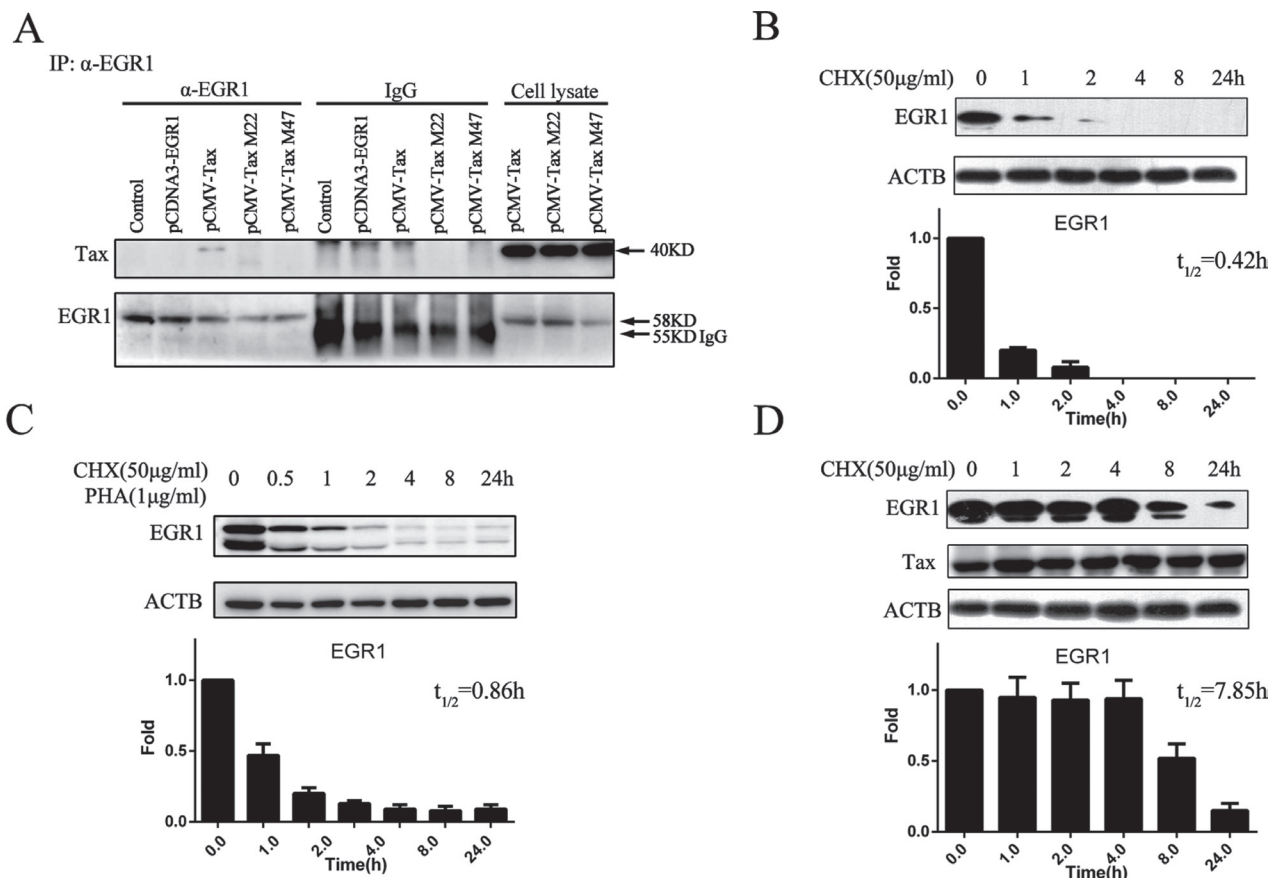 A
IP: α-EGR1
α-EGR1 IgG Cell lysate
Control pCDNA3-EGR1 pCMV-Tax pCMV-Tax M22 pCMV-Tax M47 Control pCDNA3-EGR1 pCMV-Tax pCMV-Tax M22 pCMV-Tax M47 pCMV-Tax pCMV-Tax M22 pCMV-Tax M47
Tax 40KD
EGR1 58KD
55KD IgG
B
CHX(50μg/ml) 0 1 2 4 8 24h
EGR1
ACTB
EGR1
t1/2=0.42h
Fold
1.0
0.5
0.0
0.0 1.0 2.0 4.0 8.0 24.0
Time(h)
C
CHX(50μg/ml) 0 0.5 1 2 4 8 24h
PHA(1μg/ml)
EGR1
ACTB
EGR1
t1/2=0.86h
Fold
1.0
0.5
0.0
0.0 1.0 2.0 4.0 8.0 24.0
Time(h)
D
CHX(50μg/ml) 0 1 2 4 8 24h
EGR1
Tax
ACTB
EGR1
t1/2=7.85h
Fold
1.0
0.5
0.0
0.0 1.0 2.0 4.0 8.0 24.0
Time(h)